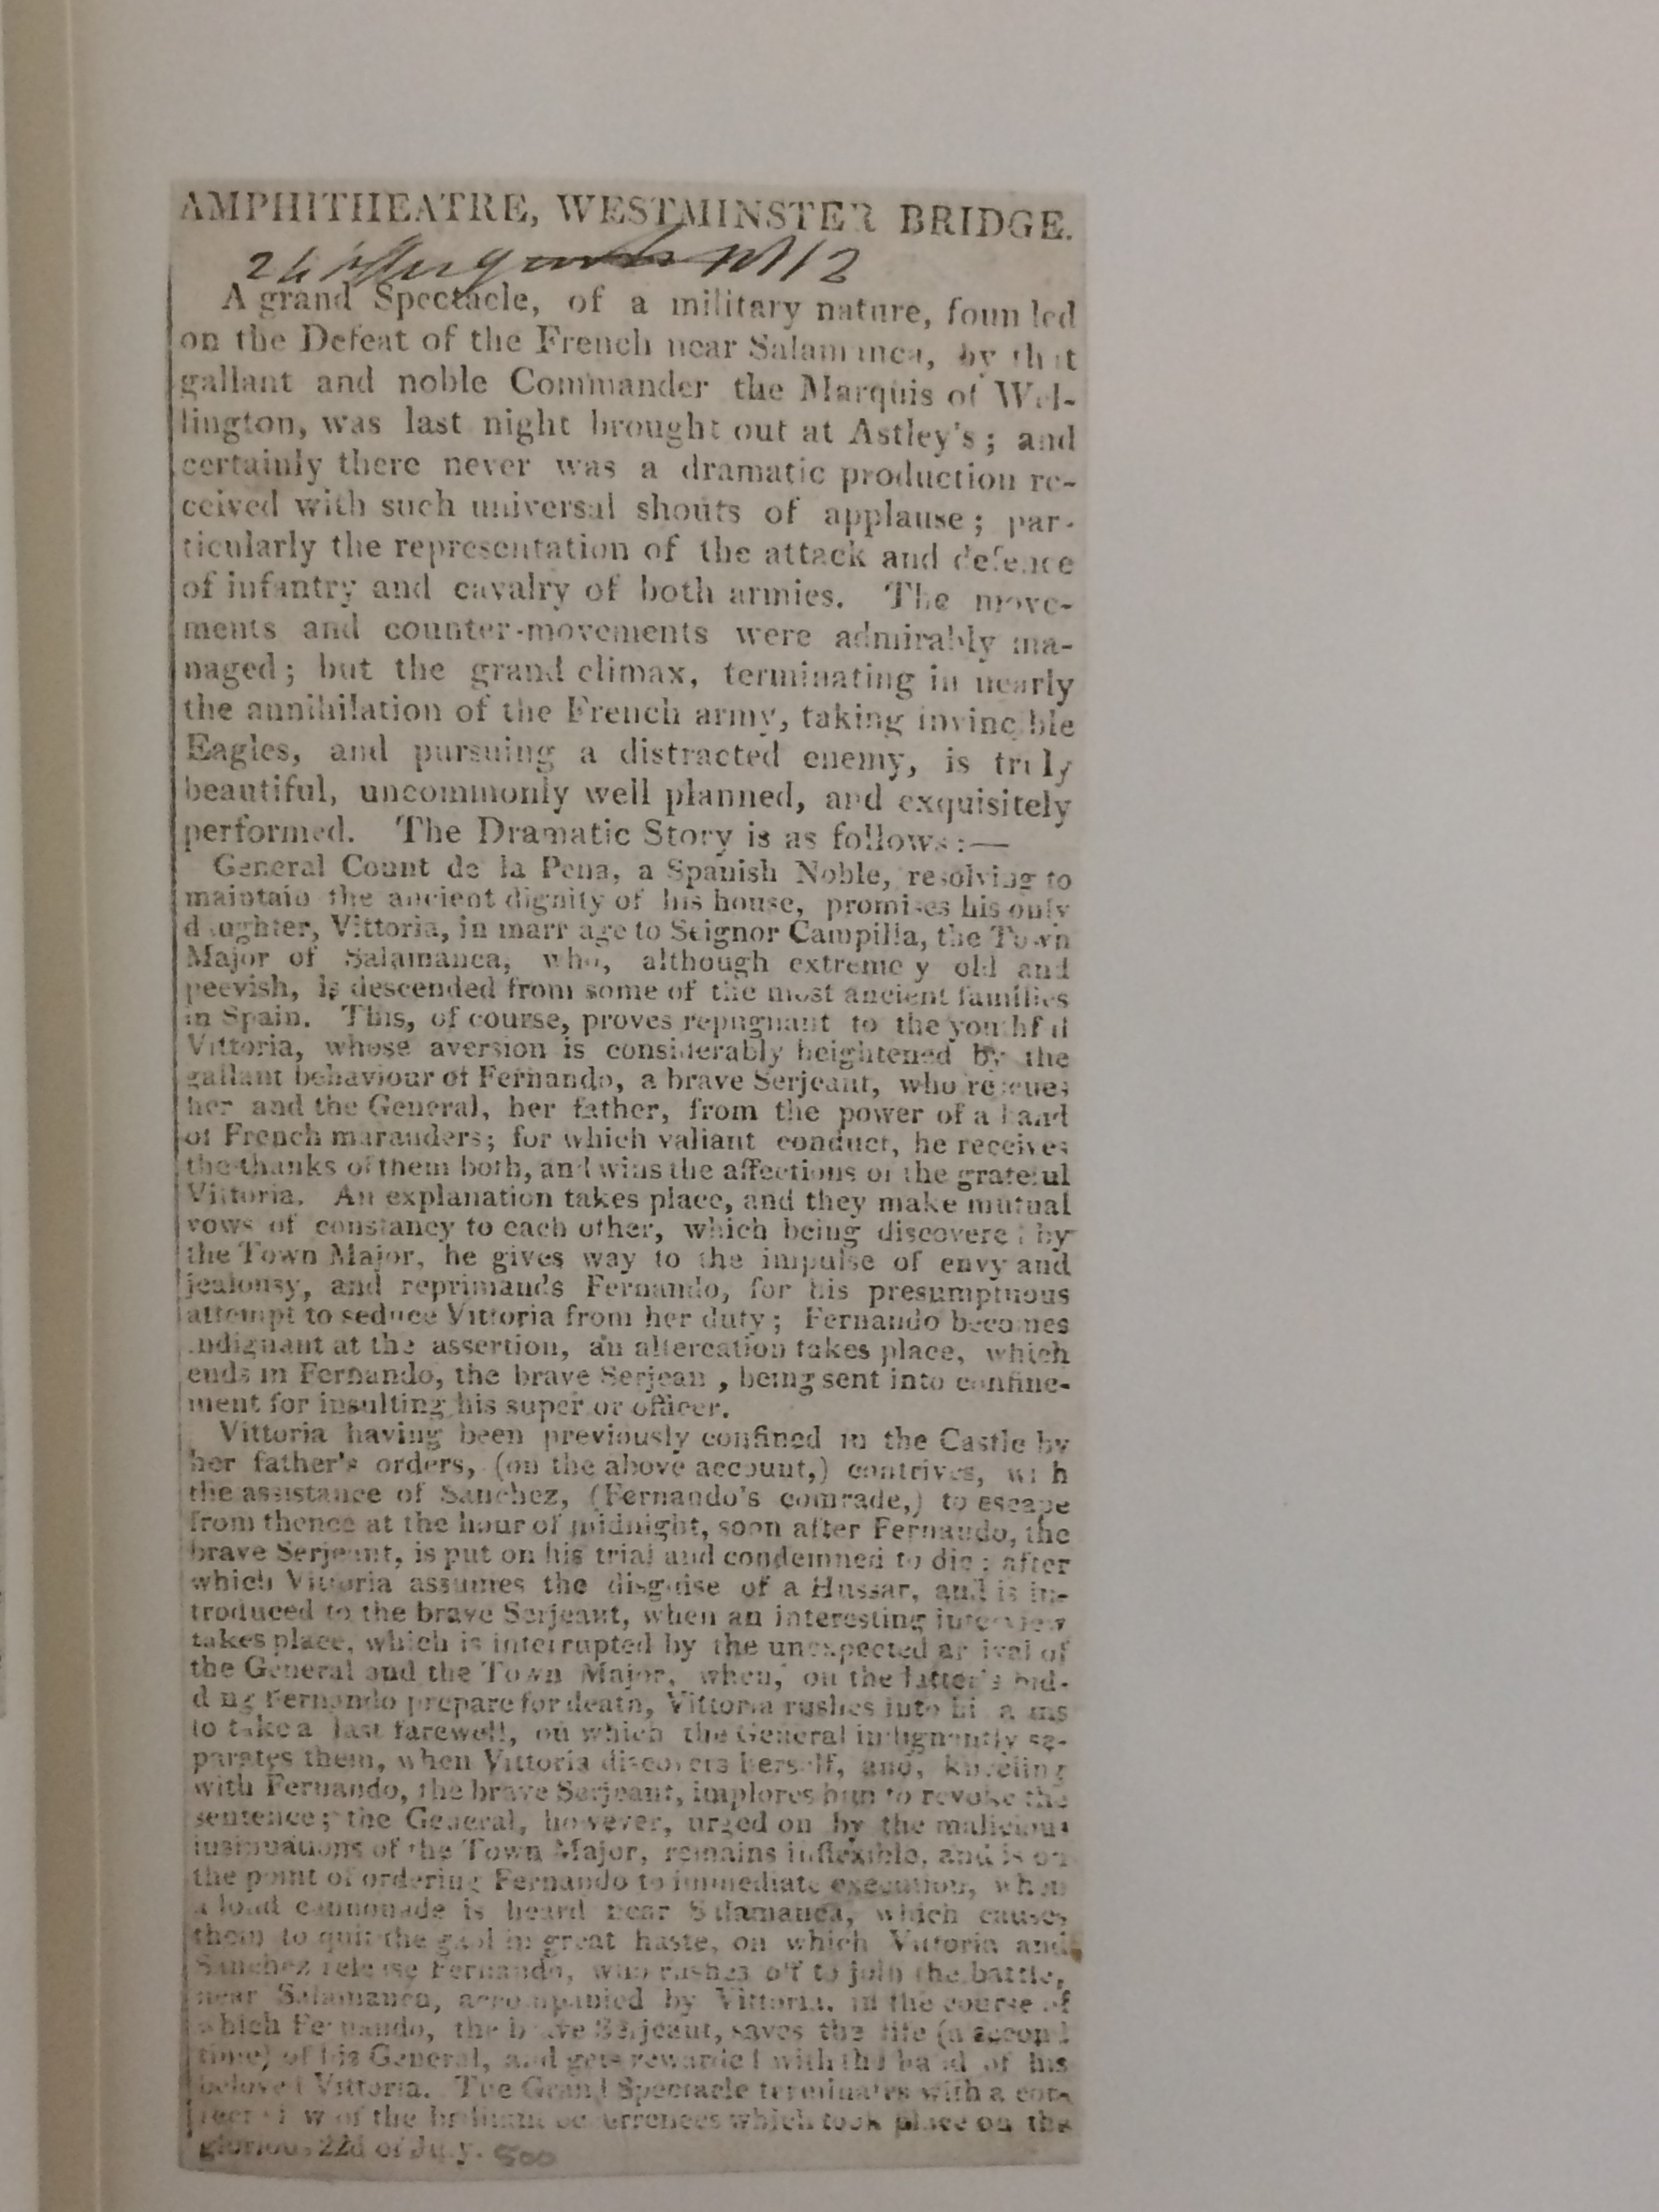 AMPHITHEATRE, WESTMINSTER BRIDGE.
1812
A grand Spectacle, of a military nature, founded
on the Defeat of the French near Salamanca, by that
gallant and noble Commander the Marquis of Wel-
lington, was last night brought out at Astley's; and
certainly there never was a dramatic production re-
ceived with such universal shouts of applause; par-
ticularly the representation of the attack and defence
of infantry and cavalry of both armies. The move-
ments and counter-movements were admirably ma-
naged; but the grand climax, terminating in nearly
the annihilation of the French army, taking invincible
Eagles, and pursuing a distracted enemy, is truly
beautiful, uncommonly well planned, and exquisitely
performed. The Dramatic Story is as follows:—
General Count de la Pena, a Spanish Noble, resolving to
maintain the ancient dignity of his house, promises his only
daughter, Vittoria, in marriage to Seignor Campilla, the Town
Major of Salamanca, who, although extremely old and
peevish, is descended from some of the most ancient families
in Spain. This, of course, proves repugnant to the youthful
Vittoria, whose aversion is considerably heightened by the
gallant behaviour of Fernando, a brave Serjeant, who rescues
her and the General, her father, from the power of a band
of French marauders; for which valiant conduct, he receives
the thanks of them both, and wins the affections of the grateful
Vittoria. An explanation takes place, and they make mutual
vows of constancy to each other, which being discovered by
the Town Major, he gives way to the impulse of envy and
jealousy, and reprimands Fernando, for his presumptuous
attempt to seduce Vittoria from her duty; Fernando becomes
indignant at the assertion, an altercation takes place, which
ends in Fernando, the brave Serjeant, being sent into confine-
ment for insulting his superior officer.
Vittoria having been previously confined in the Castle by
her father's orders, (on the above account,) contrives, with
the assistance of Sanchez, (Fernando's comrade,) to escape
from thence at the hour of midnight, soon after Fernando, the
brave Serjeant, is put on his trial and condemned to die; after
which Vittoria assumes the disguise of a Hussar, and is in-
troduced to the brave Serjeant, when an interesting interview
takes place, which is interrupted by the unexpected arrival of
the General and the Town Major, when, on the latter's bid-
ding Fernando prepare for death, Vittoria rushes into his arms
to take a last farewell, on which the General indignantly se-
parates them, when Vittoria discovers herself, and, kneeling
with Fernando, the brave Serjeant, implores him to revoke the
sentence; the General, however, urged on by the malicious
insinuations of the Town Major, remains inflexible, and is on
the point of ordering Fernando to immediate execution, when
a loud cannonade is heard near Salamanca, which causes
them to quit the gaol in great haste, on which Vittoria and
Sanchez release Fernando, who rushes off to join the battle,
near Salamanca, accompanied by Vittoria, in the course of
which Fernando, the brave Serjeant, saves the life (a second
time) of his General, and gets rewarded with the hand of his
beloved Vittoria. The Grand Spectacle terminates with a cor-
rect view of the brilliant occurrences which took place on the
glorious 22d of July. 800